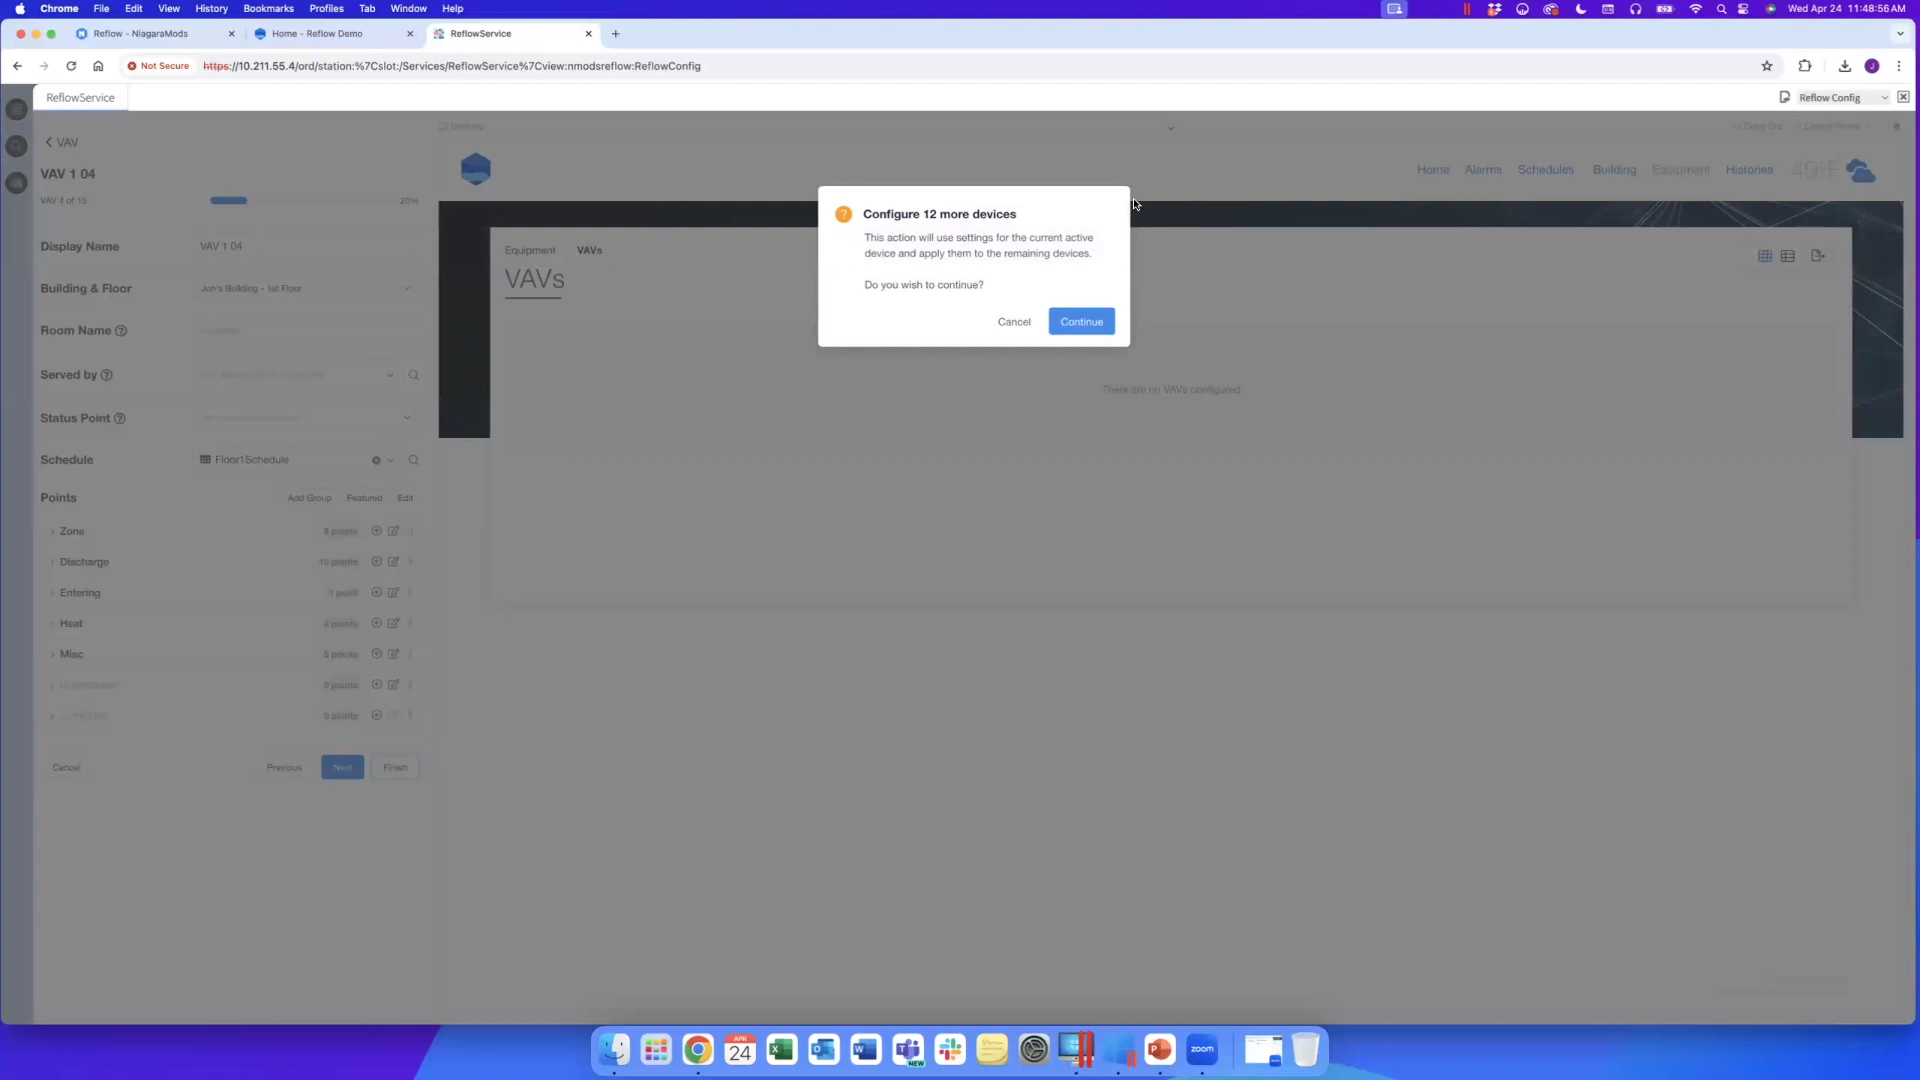 Chrome File Edit View History Bookmarks Profiles Tab Window Help
Wed Apr 24 11:48:56 AM
Reflow - NiagaraMods
Home - Reflow Demo
ReflowService
Not Secure
https://10.211.55.4/ord/station:%7Cslot:/Services/ReflowService%7Cview:nmodsreflow:ReflowConfig
ReflowService
Reflow Config
VAV
VAV 1 04
VAV 4 of 15
20%
Display Name
VAV 1 04
Building & Floor
Jon's Building - 1st Floor
Room Name
Served by
Status Point
Schedule
Floor1Schedule
Points
Add Group
Featured
Edit
Zone
8 points
Discharge
10 points
Entering
1 point
Heat
2 points
Misc
5 points
0 points
0 points
Cancel
Previous
Next
Finish
Desktop
Home
Alarms
Schedules
Building
Equipment
Histories
49°F
Equipment
VAVs
VAVs
There are no VAVs configured
Configure 12 more devices
This action will use settings for the current active
device and apply them to the remaining devices.
Do you wish to continue?
Cancel
Continue
APR
24
NEW
zoom